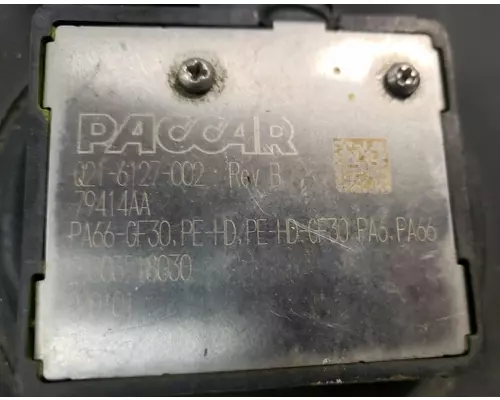 PACCAR
Q21-6127-002 Rev B
79414AA
PA66-GF30,PE-HD,PE-HD-GF30,PA6,PA66